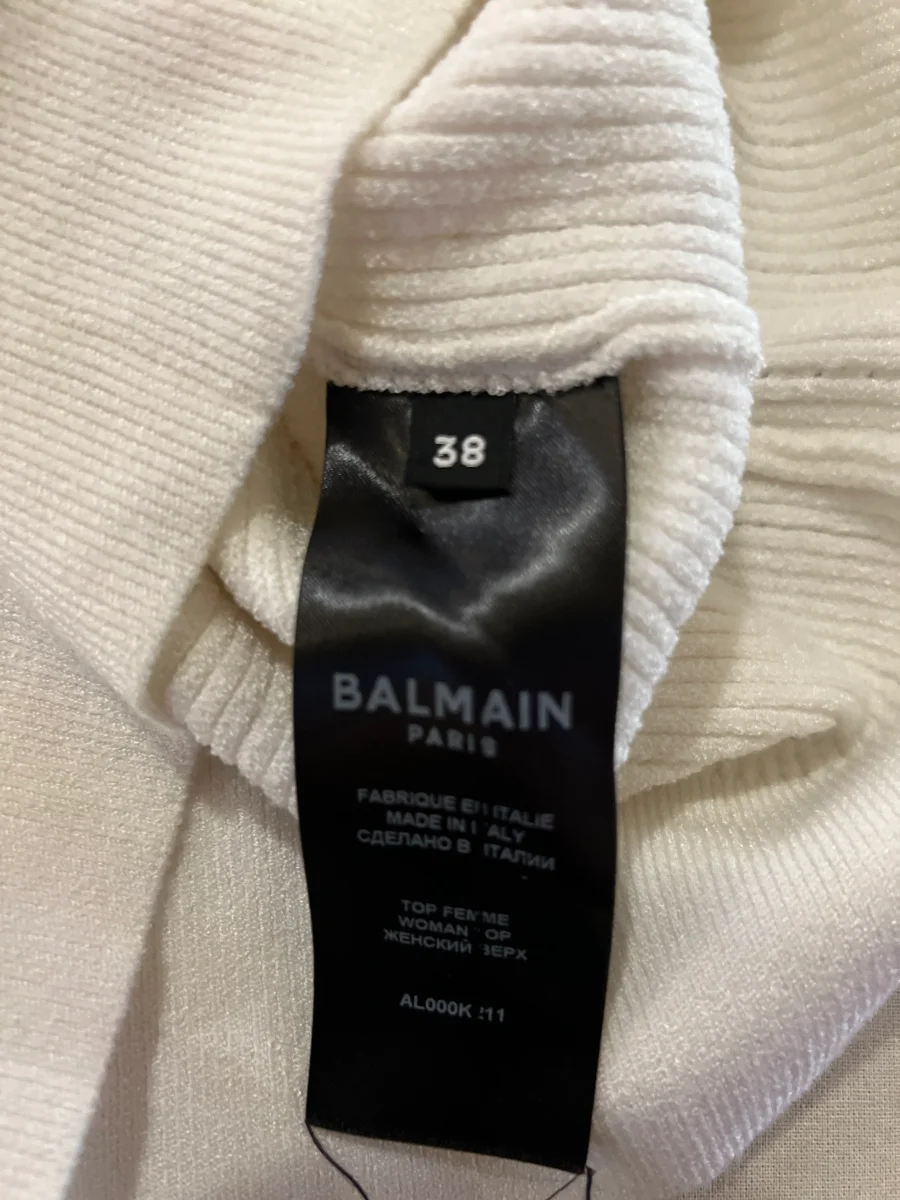 38
BALMAIN
PARIS
FABRIQUE EN ITALIE
MADE IN ITALY
СДЕЛАНО В ИТАЛИИ
TOP FEMME
WOMAN TOP
ЖЕНСКИЙ ВЕРХ